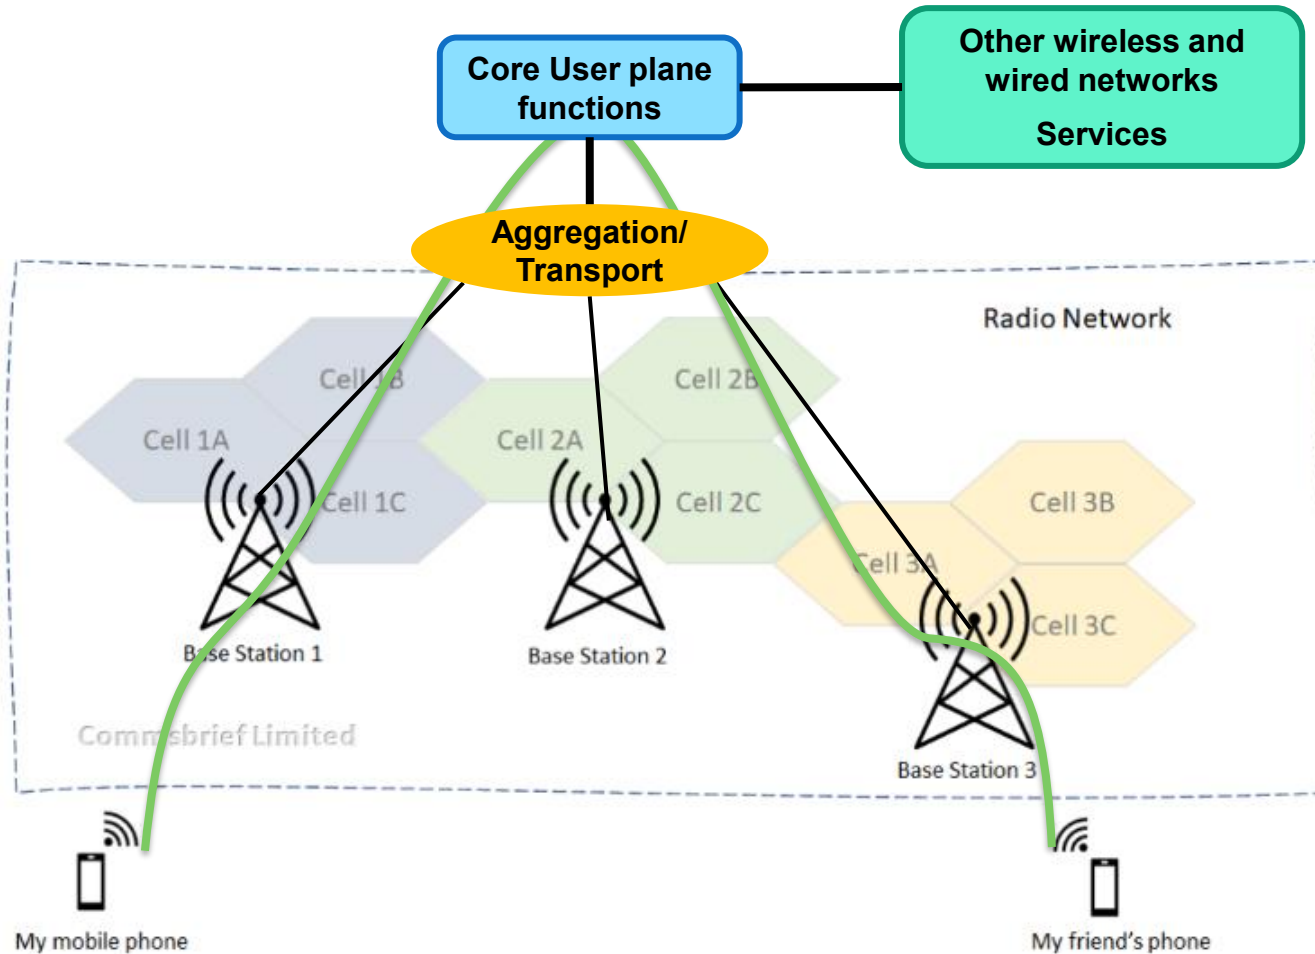 Core User plane
functions
Other wireless and
wired networks
Services
Aggregation/
Transport
Radio Network
Cell 1B
Cell 2B
Cell 1A
Cell 2A
Cell 1C
Cell 2C
Cell 3B
Cell 3A
Cell 3C
Base Station 1
Base Station 2
Base Station 3
Commsbrief Limited
My mobile phone
My friend's phone